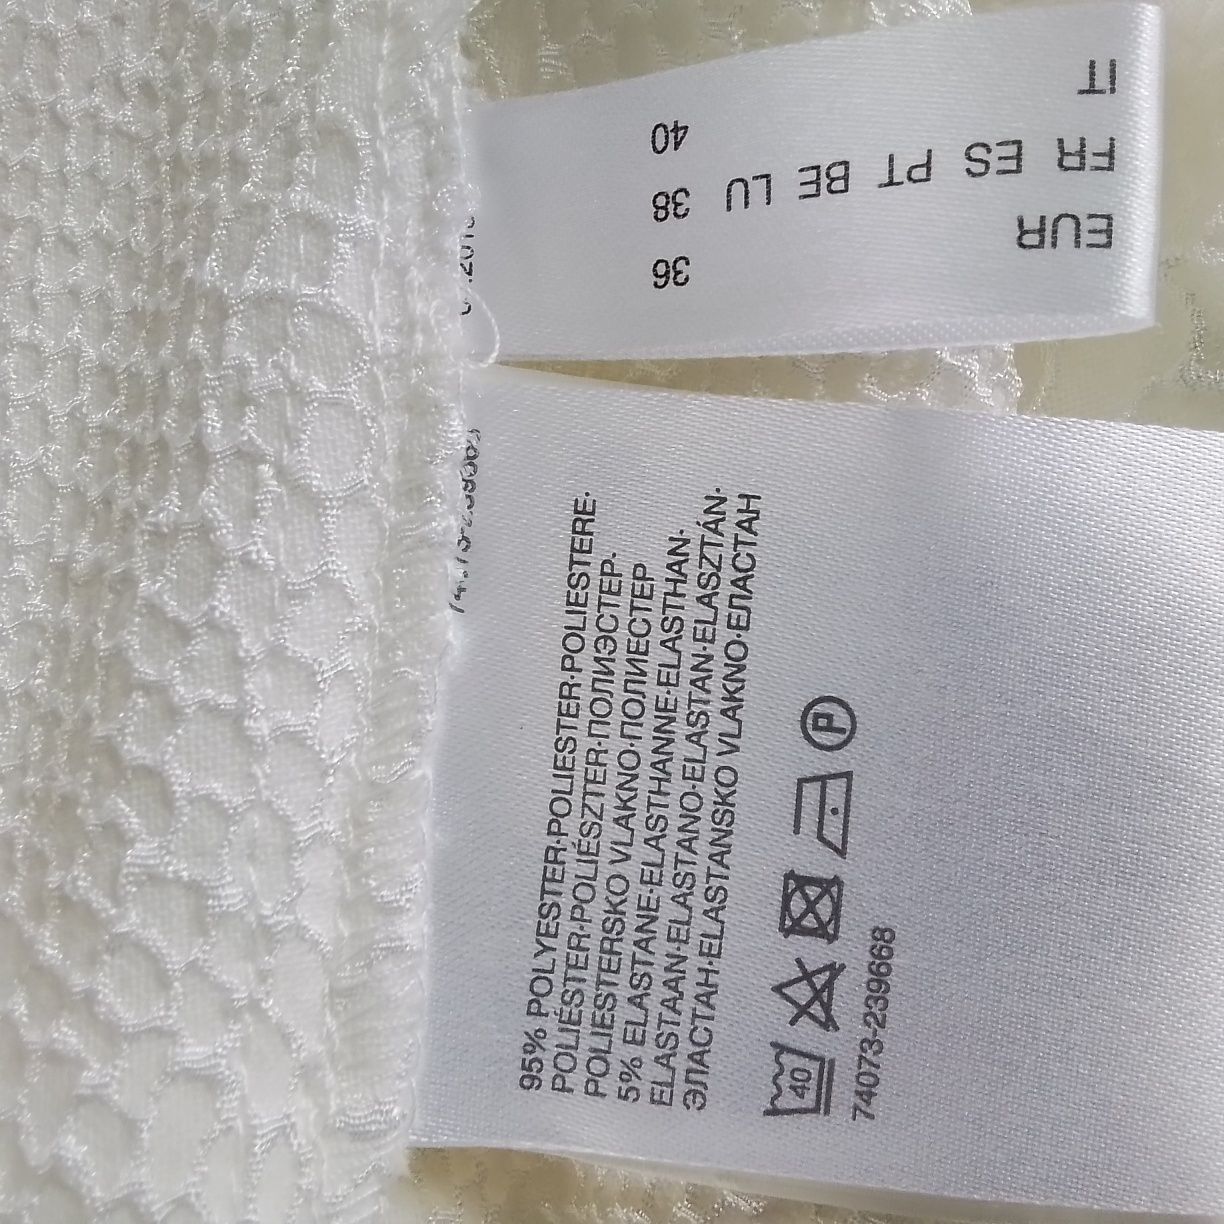 EUR 36
FR ES PT BE LU 38
IT 40
95% POLYESTER·POLIESTER·POLIESTERE·
POLIÉSTER·POLIÉSZTER·ПОЛИЭСТЕР·
POLIESTERSKO VLAKNO·ПОЛИЕСТЕР
5% ELASTANE·ELASTHANNE·ELASTHAN·
ELASTAAN·ELASTANO·ELASTAN·ELASZTÁN·
ЭЛАСТАН·ELASTANSKO VLAKNO·ЕЛАСТАН
40 P
74073-239668